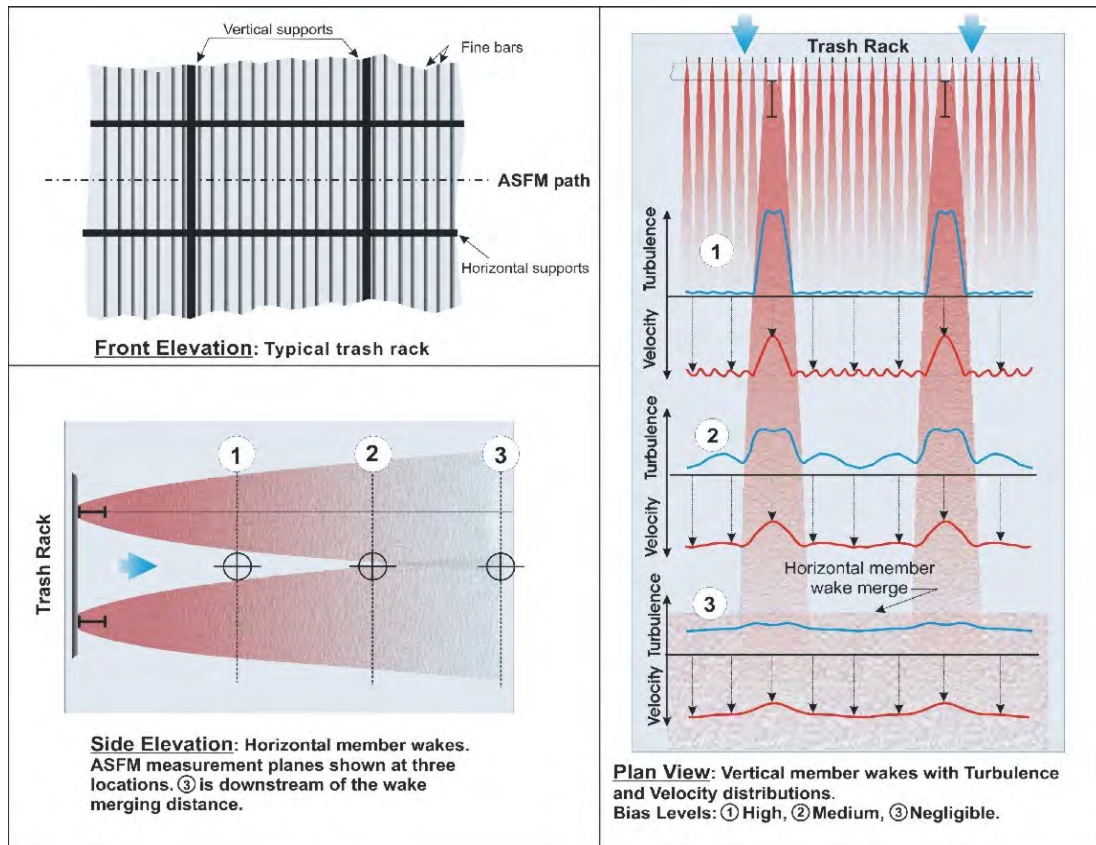 Vertical supports
Fine bars
ASFM path
Horizontal supports
Front Elevation: Typical trash rack
Trash Rack
1
2
3
Side Elevation: Horizontal member wakes.
ASFM measurement planes shown at three
locations. ③ is downstream of the wake
merging distance.
Trash Rack
Turbulence
1
Velocity
Turbulence
2
Velocity
Horizontal member
wake merge
Turbulence
3
Velocity
Plan View: Vertical member wakes with Turbulence
and Velocity distributions.
Bias Levels: ① High, ② Medium, ③ Negligible.